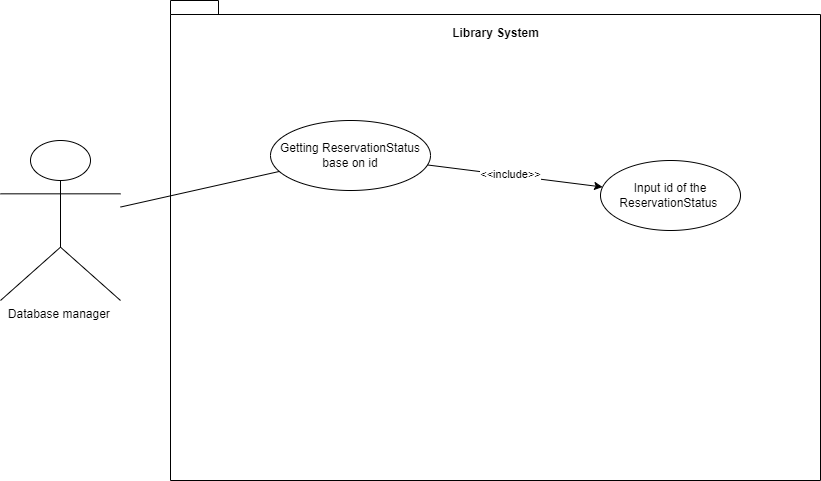 Library System
Getting ReservationStatus
base on id
<<include>>
Input id of the
ReservationStatus
Database manager